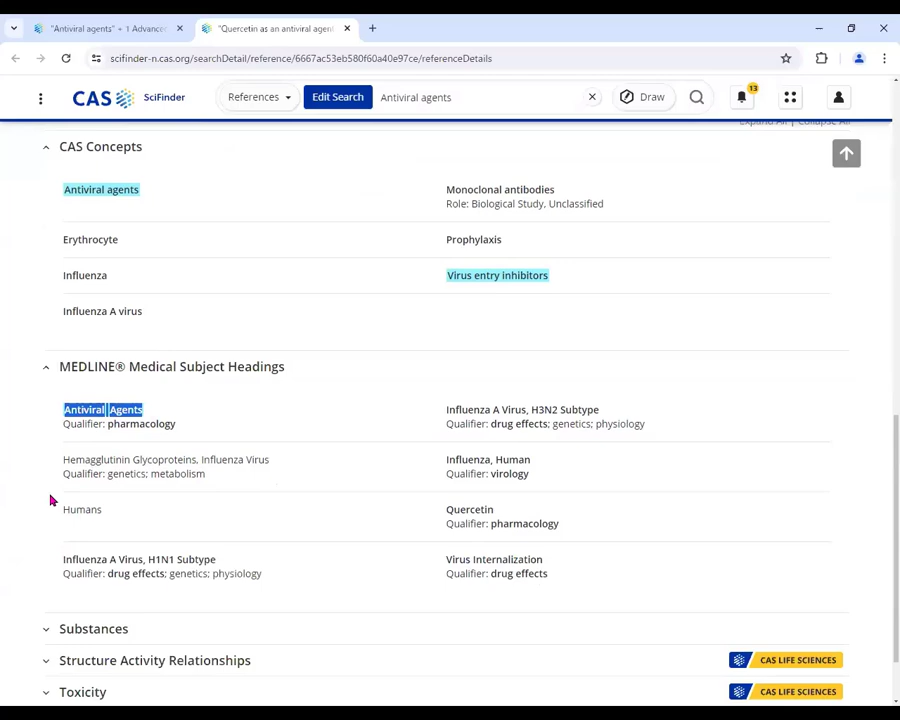 "Antiviral agents" + 1 Advance
"Quercetin as an antiviral agen
scifinder-n.cas.org/searchDetail/reference/6667ac53eb580f60a40e97ce/referenceDetails
CAS SciFinder References Edit Search Antiviral agents Draw 13
Expand All | Collapse All
CAS Concepts
Antiviral agents
Monoclonal antibodies
Role: Biological Study, Unclassified
Erythrocyte
Prophylaxis
Influenza
Virus entry inhibitors
Influenza A virus
MEDLINE® Medical Subject Headings
Antiviral Agents
Qualifier: pharmacology
Influenza A Virus, H3N2 Subtype
Qualifier: drug effects; genetics; physiology
Hemagglutinin Glycoproteins, Influenza Virus
Qualifier: genetics; metabolism
Influenza, Human
Qualifier: virology
Humans
Quercetin
Qualifier: pharmacology
Influenza A Virus, H1N1 Subtype
Qualifier: drug effects; genetics; physiology
Virus Internalization
Qualifier: drug effects
Substances
Structure Activity Relationships
CAS LIFE SCIENCES
Toxicity
CAS LIFE SCIENCES